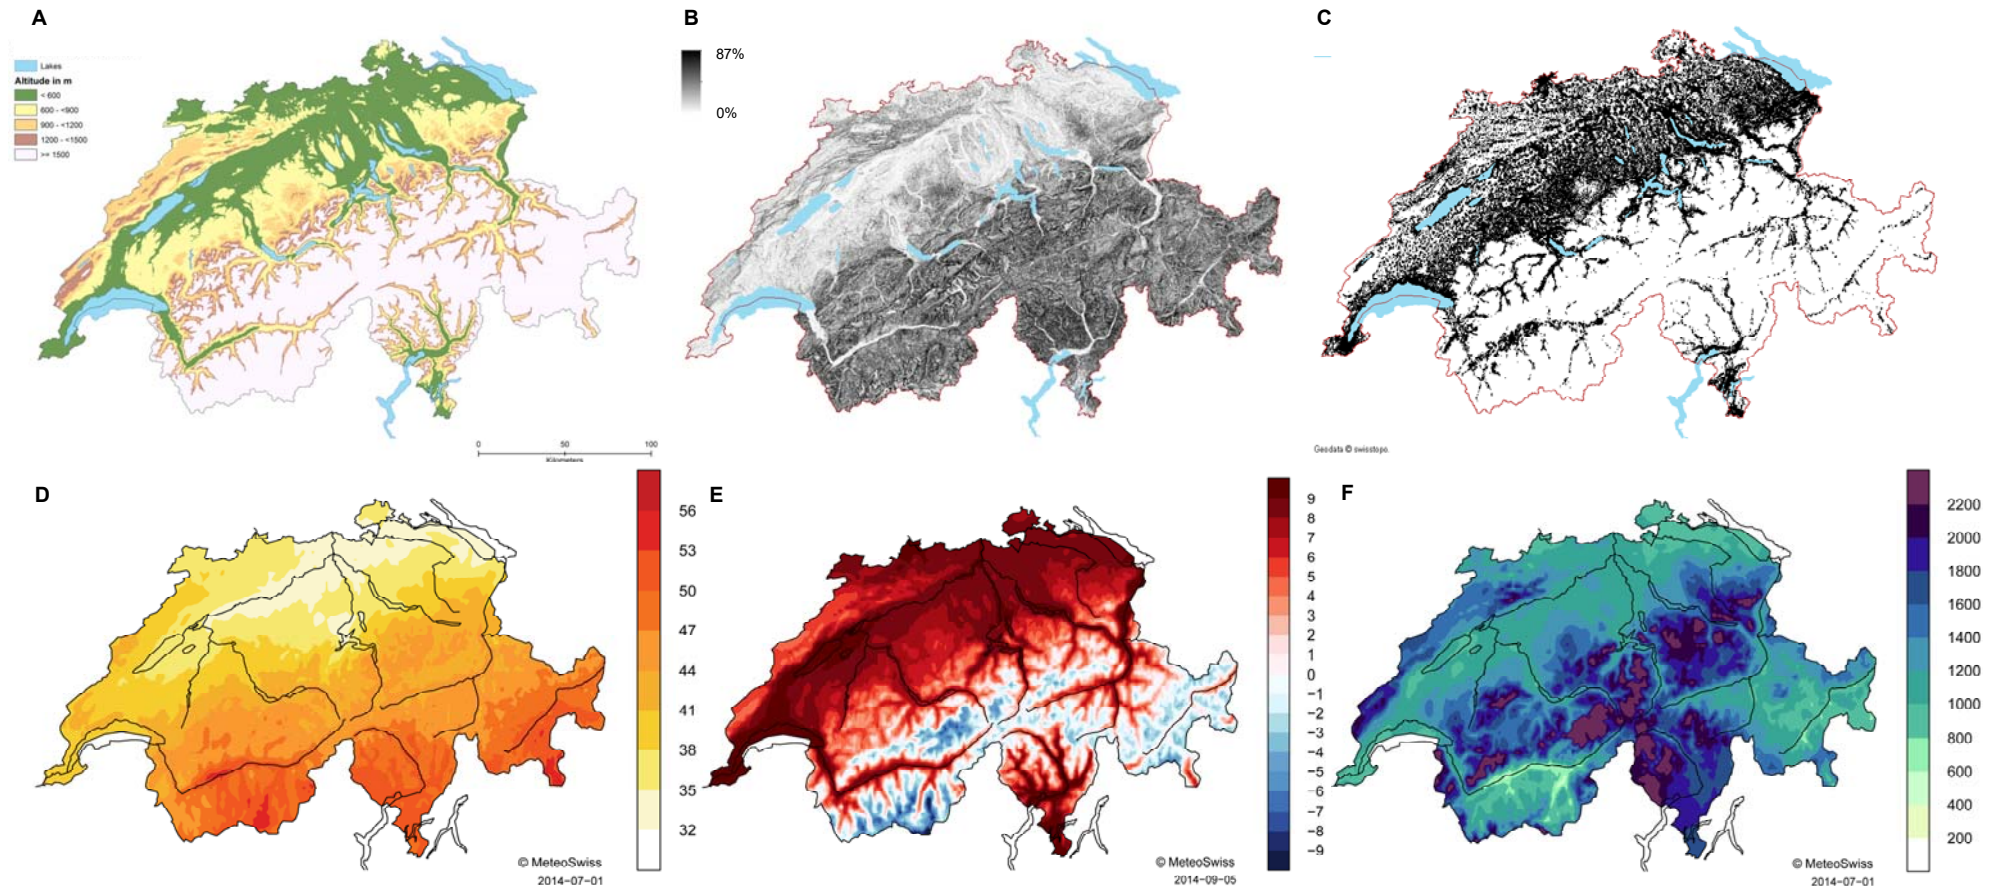 A
Lakes
Altitude in m
< 600
600 - <900
900 - <1200
1200 - <1500
>= 1500
0 50 100
Kilometers
B
87%
0%
C
Geodata © swisstopo.
D
56
53
50
47
44
41
38
35
32
© MeteoSwiss
2014-07-01
E
9
8
7
6
5
4
3
2
1
0
-1
-2
-3
-4
-5
-6
-7
-8
-9
© MeteoSwiss
2014-09-05
F
2200
2000
1800
1600
1400
1200
1000
800
600
400
200
© MeteoSwiss
2014-07-01